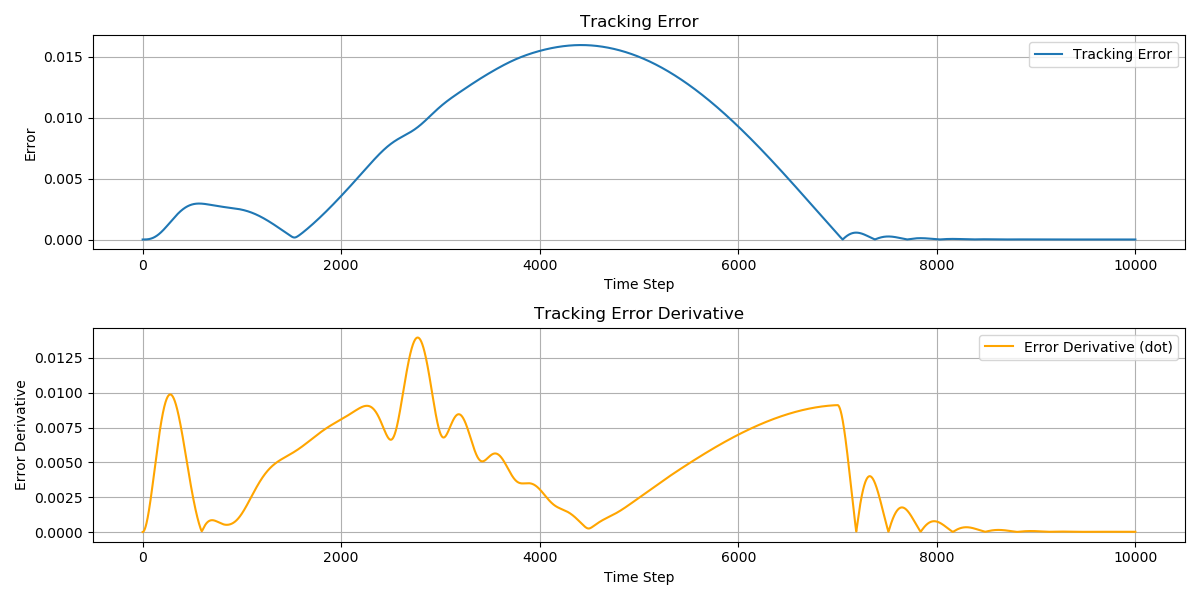 Tracking Error
0.015
0.010
0.005
0.000
Error
Tracking Error
0
2000
4000
6000
8000
10000
Time Step
Tracking Error Derivative
0.0125
0.0100
0.0075
0.0050
0.0025
0.0000
Error Derivative
Error Derivative (dot)
0
2000
4000
6000
8000
10000
Time Step